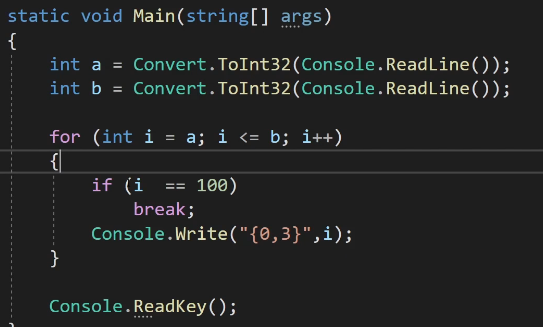 static void Main(string[] args)
{
    int a = Convert.ToInt32(Console.ReadLine());
    int b = Convert.ToInt32(Console.ReadLine());

    for (int i = a; i <= b; i++)
    {
        if (i  == 100)
            break;
        Console.Write("{0,3}",i);
    }

    Console.ReadKey();
}